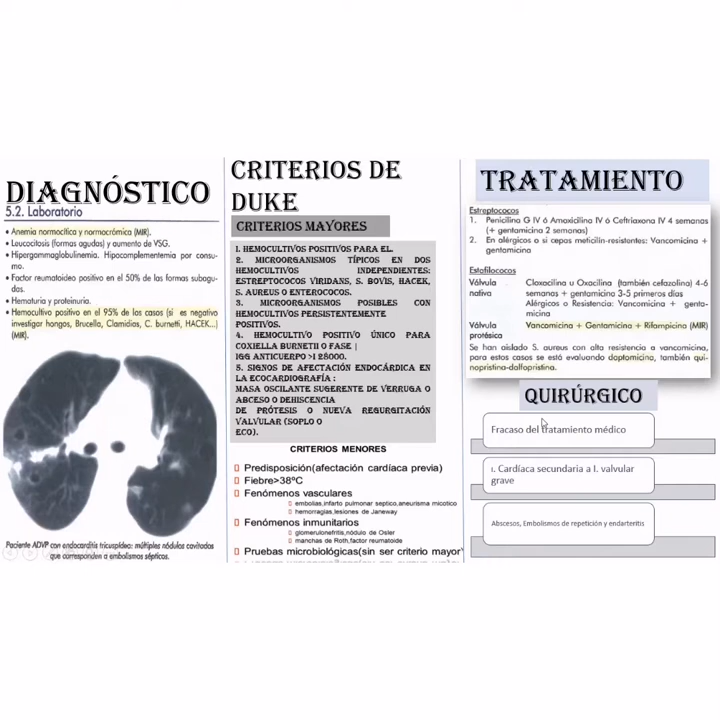 DIAGNÓSTICO
5.2. Laboratorio
• Anemia normocítica y normocrómica (MIR).
• Leucocitosis (formas agudas) y aumento de VSG.
• Hipergammaglobulinemia. Hipocomplementemia por consu-
mo.
• Factor reumatoideo positivo en el 50% de las formas subagu-
das.
• Hematuria y proteinuria.
• Hemocultivo positivo en el 95% de los casos (si es negativo
investigar hongos, Brucella, Clamidias, C. burnetti, HACEK...)
(MIR).
Paciente ADVP con endocarditis tricuspídea: múltiples nódulos cavitados
que corresponden a embolismos sépticos.
CRITERIOS DE
DUKE
CRITERIOS MAYORES
1. HEMOCULTIVOS POSITIVOS PARA EI.
2. MICROORGANISMOS TÍPICOS EN DOS
HEMOCULTIVOS INDEPENDIENTES:
ESTREPTOCOCOS VIRIDANS, S. BOVIS, HACEK,
S. AUREUS O ENTEROCOCOS.
3. MICROORGANISMOS POSIBLES CON
HEMOCULTIVOS PERSISTENTEMENTE
POSITIVOS.
4. HEMOCULTIVO POSITIVO ÚNICO PARA
COXIELLA BURNETII O FASE |
IGG ANTICUERPO >1 28000.
5. SIGNOS DE AFECTACIÓN ENDOCÁRDICA EN
LA ECOCARDIOGRAFÍA :
MASA OSCILANTE SUGERENTE DE VERRUGA O
ABCESO O DEHISCENCIA
DE PRÓTESIS O NUEVA REGURGITACIÓN
VALVULAR (SOPLO O
ECO).
CRITERIOS MENORES
Predisposición(afectación cardíaca previa)
Fiebre>38ºC
Fenómenos vasculares
embolias,infarto pulmonar septico,aneurisma micotico
hemorragias,lesiones de Janeway
Fenómenos inmunitarios
glomerulonefritis,nódulo de Osler
manchas de Roth,factor reumatoide
Pruebas microbiológicas(sin ser criterio mayor)
TRATAMIENTO
Estreptococos
1. Penicilina G IV ó Amoxicilina IV ó Ceftriaxona IV 4 semanas
(+ gentamicina 2 semanas)
2. En alérgicos o si cepas meticilin-resistentes: Vancomicina +
gentamicina
Estafilococos
Válvula nativa Cloxacilina u Oxacilina (también cefazolina) 4-6
semanas + gentamicina 3-5 primeros días
Alérgicos o Resistencia: Vancomicina + genta-
micina
Válvula protésica Vancomicina + Gentamicina + Rifampicina (MIR)
Se han aislado S. aureus con alta resistencia a vancomicina,
para estos casos se está evaluando daptomicina, también qui-
nopristina-dalfopristina.
QUIRÚRGICO
Fracaso del tratamiento médico
I. Cardíaca secundaria a I. valvular
grave
Abscesos, Embolismos de repetición y endarteritis